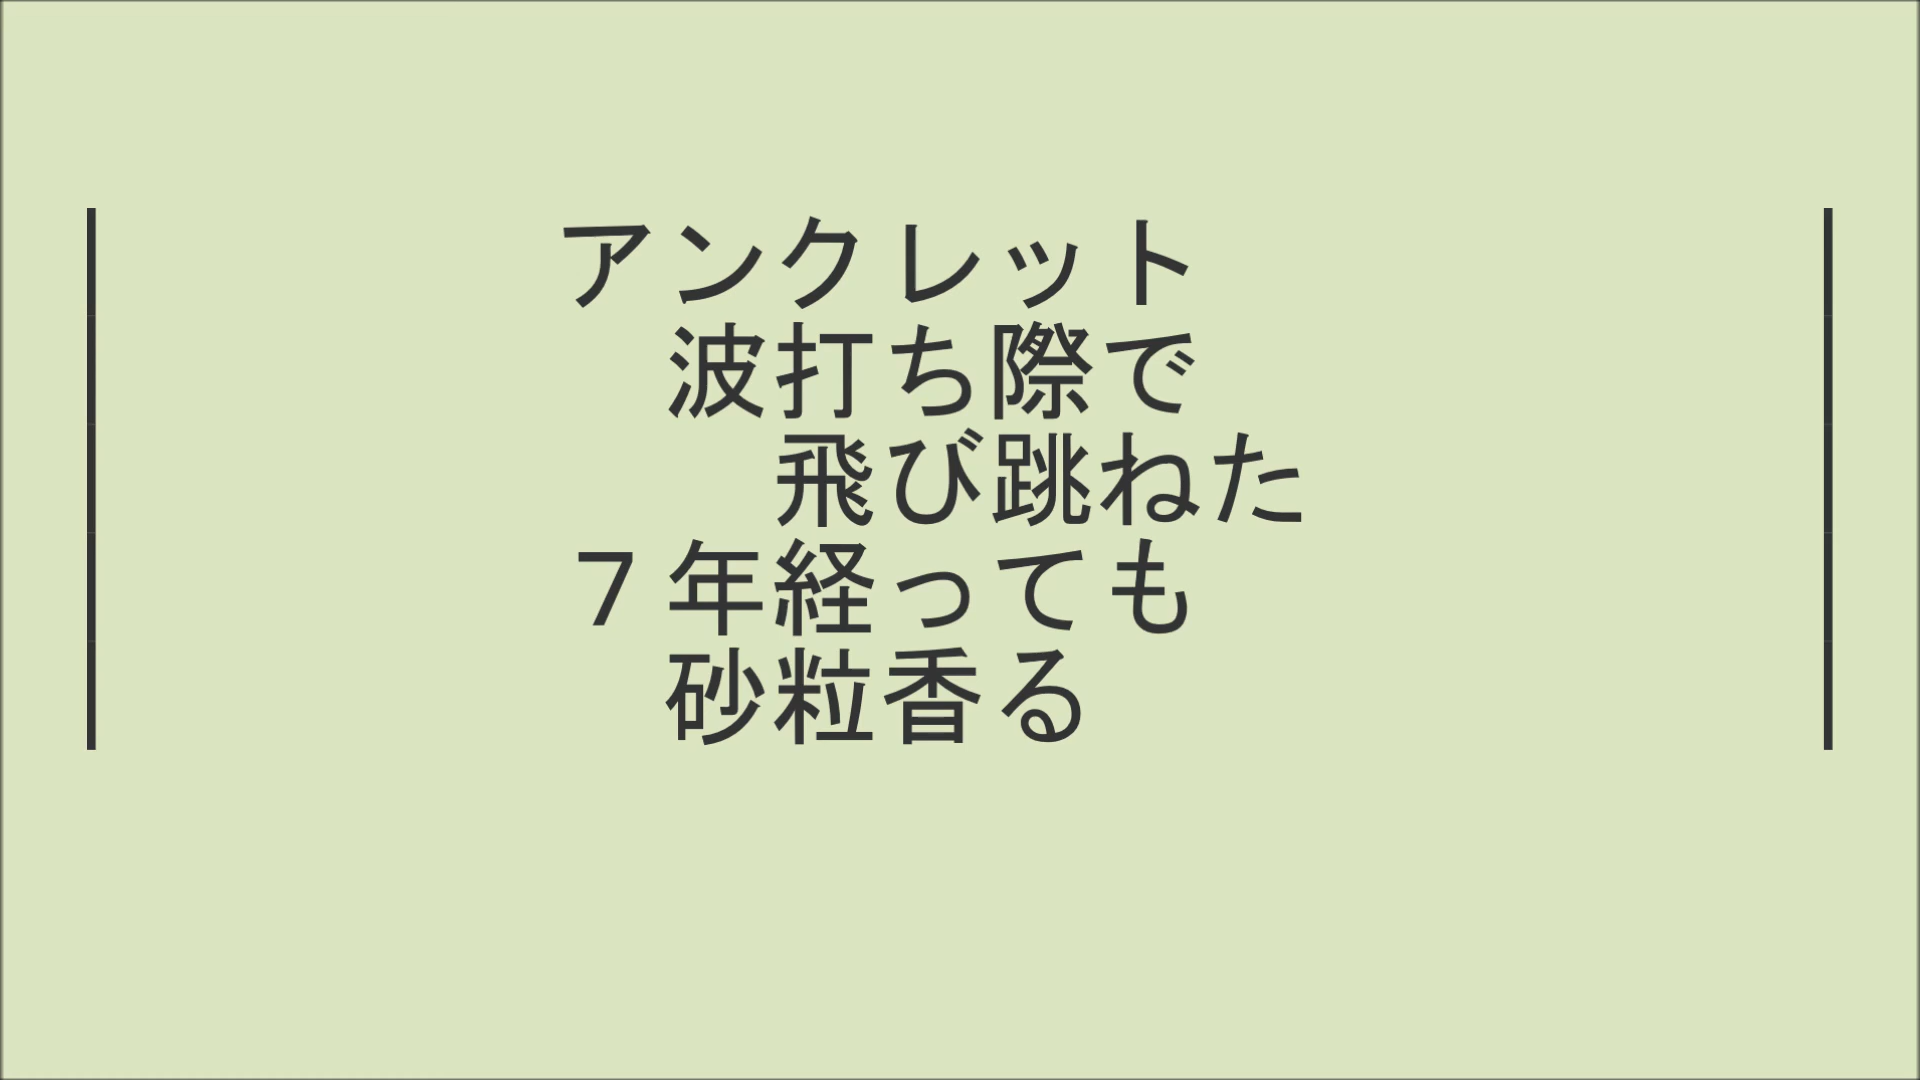 アンクレット
波打ち際で
飛び跳ねた
７年経っても
砂粒香る